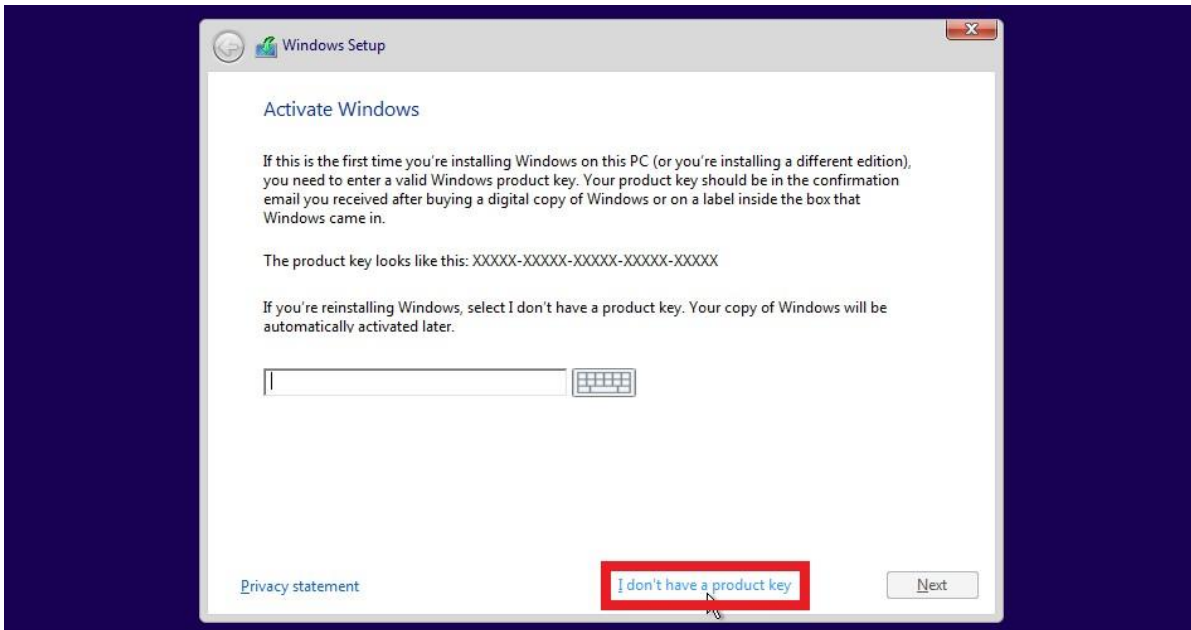 Windows Setup
Activate Windows
If this is the first time you're installing Windows on this PC (or you're installing a different edition),
you need to enter a valid Windows product key. Your product key should be in the confirmation
email you received after buying a digital copy of Windows or on a label inside the box that
Windows came in.
The product key looks like this: XXXXX-XXXXX-XXXXX-XXXXX-XXXXX
If you're reinstalling Windows, select I don't have a product key. Your copy of Windows will be
automatically activated later.
Privacy statement
I don't have a product key
Next